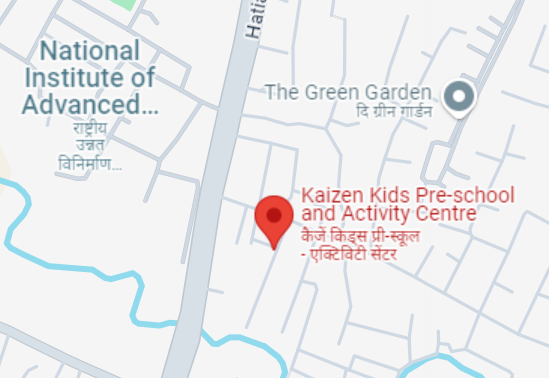 Hatia
National
Institute of
Advanced...
राष्ट्रीय
उन्नत
विनिर्माण...
The Green Garden
दि ग्रीन गार्डन
Kaizen Kids Pre-school
and Activity Centre
कैजें किड्स प्री-स्कूल
- एक्टिविटी सेंटर